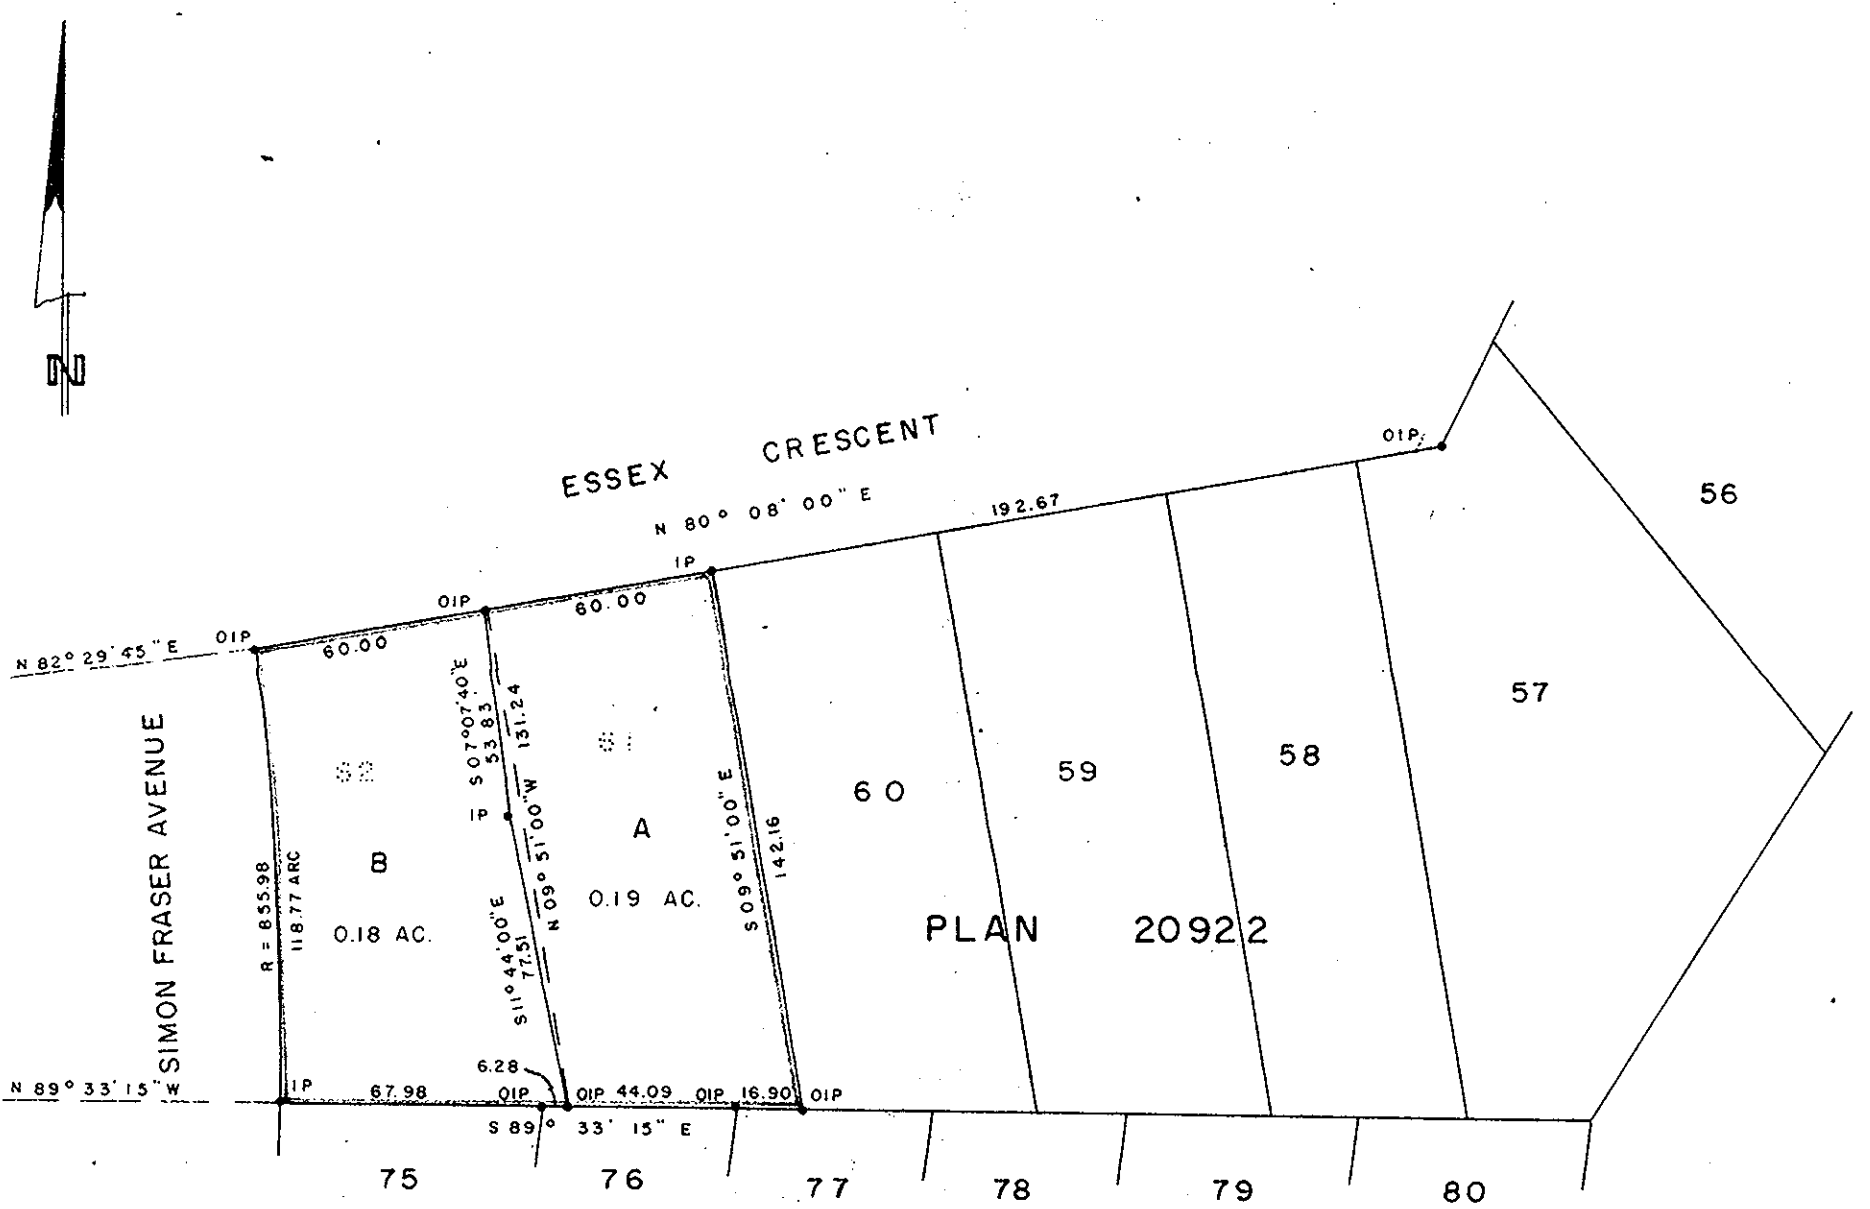 N
ESSEX CRESCENT
N 80° 08' 00" E
192.67
OIP
56
IP
OIP
60.00
OIP
60.00
N 82° 29' 45" E
S 07° 07' 40" E
53.83
N 09° 51' 00" W 131.24
IP
57
58
59
60
61
62
A
0.19 AC.
B
0.18 AC.
S 09° 51' 00" E
142.16
SIMON FRASER AVENUE
R = 855.98
118.77 ARC
S 11° 44' 00" E
77.51
PLAN 20922
N 89° 33' 15" W
IP
67.98
6.28
OIP
OIP
44.09
OIP
16.90
OIP
S 89° 33' 15" E
75
76
77
78
79
80